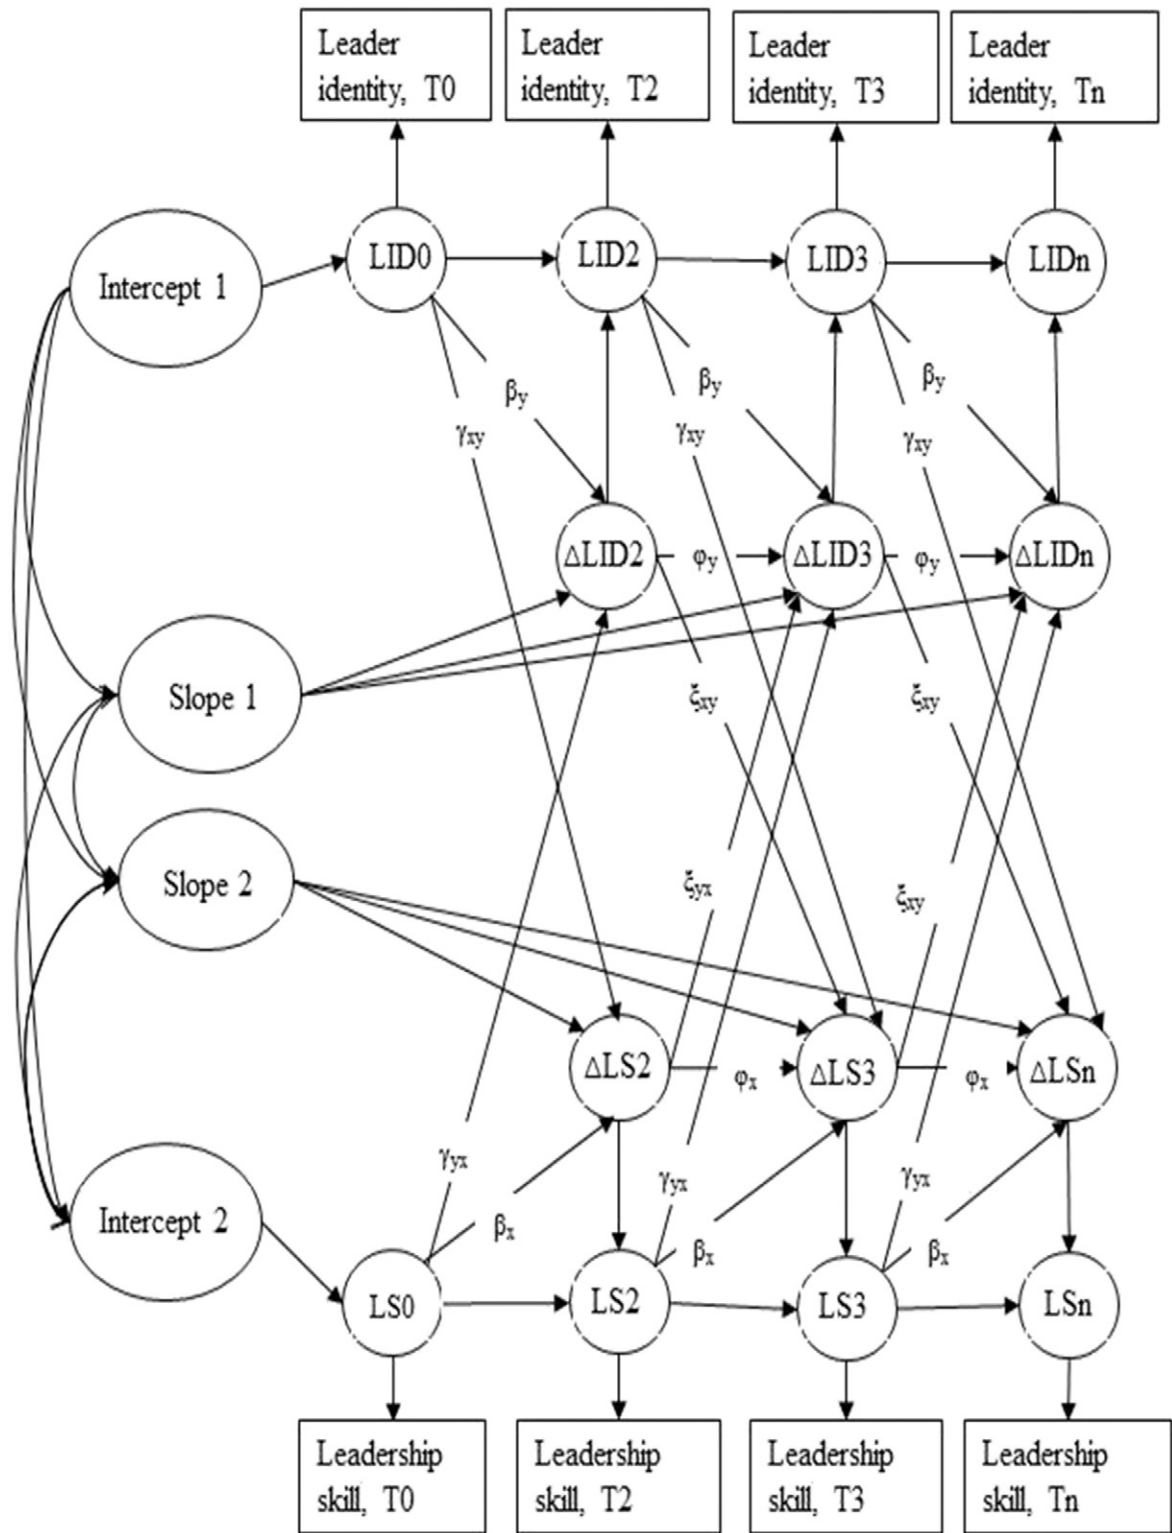 Leader
identity, T0
Leader
identity, T2
Leader
identity, T3
Leader
identity, Tn
Intercept 1
LID0
LID2
LID3
LIDn
βy
βy
βy
γxy
γxy
γxy
ΔLID2
φy
ΔLID3
φy
ΔLIDn
Slope 1
ξxy
ξxy
Slope 2
ξyx
ξxy
ΔLS2
φx
ΔLS3
φx
ΔLSn
γyx
γyx
γyx
Intercept 2
βx
βx
βx
LS0
LS2
LS3
LSn
Leadership
skill, T0
Leadership
skill, T2
Leadership
skill, T3
Leadership
skill, Tn